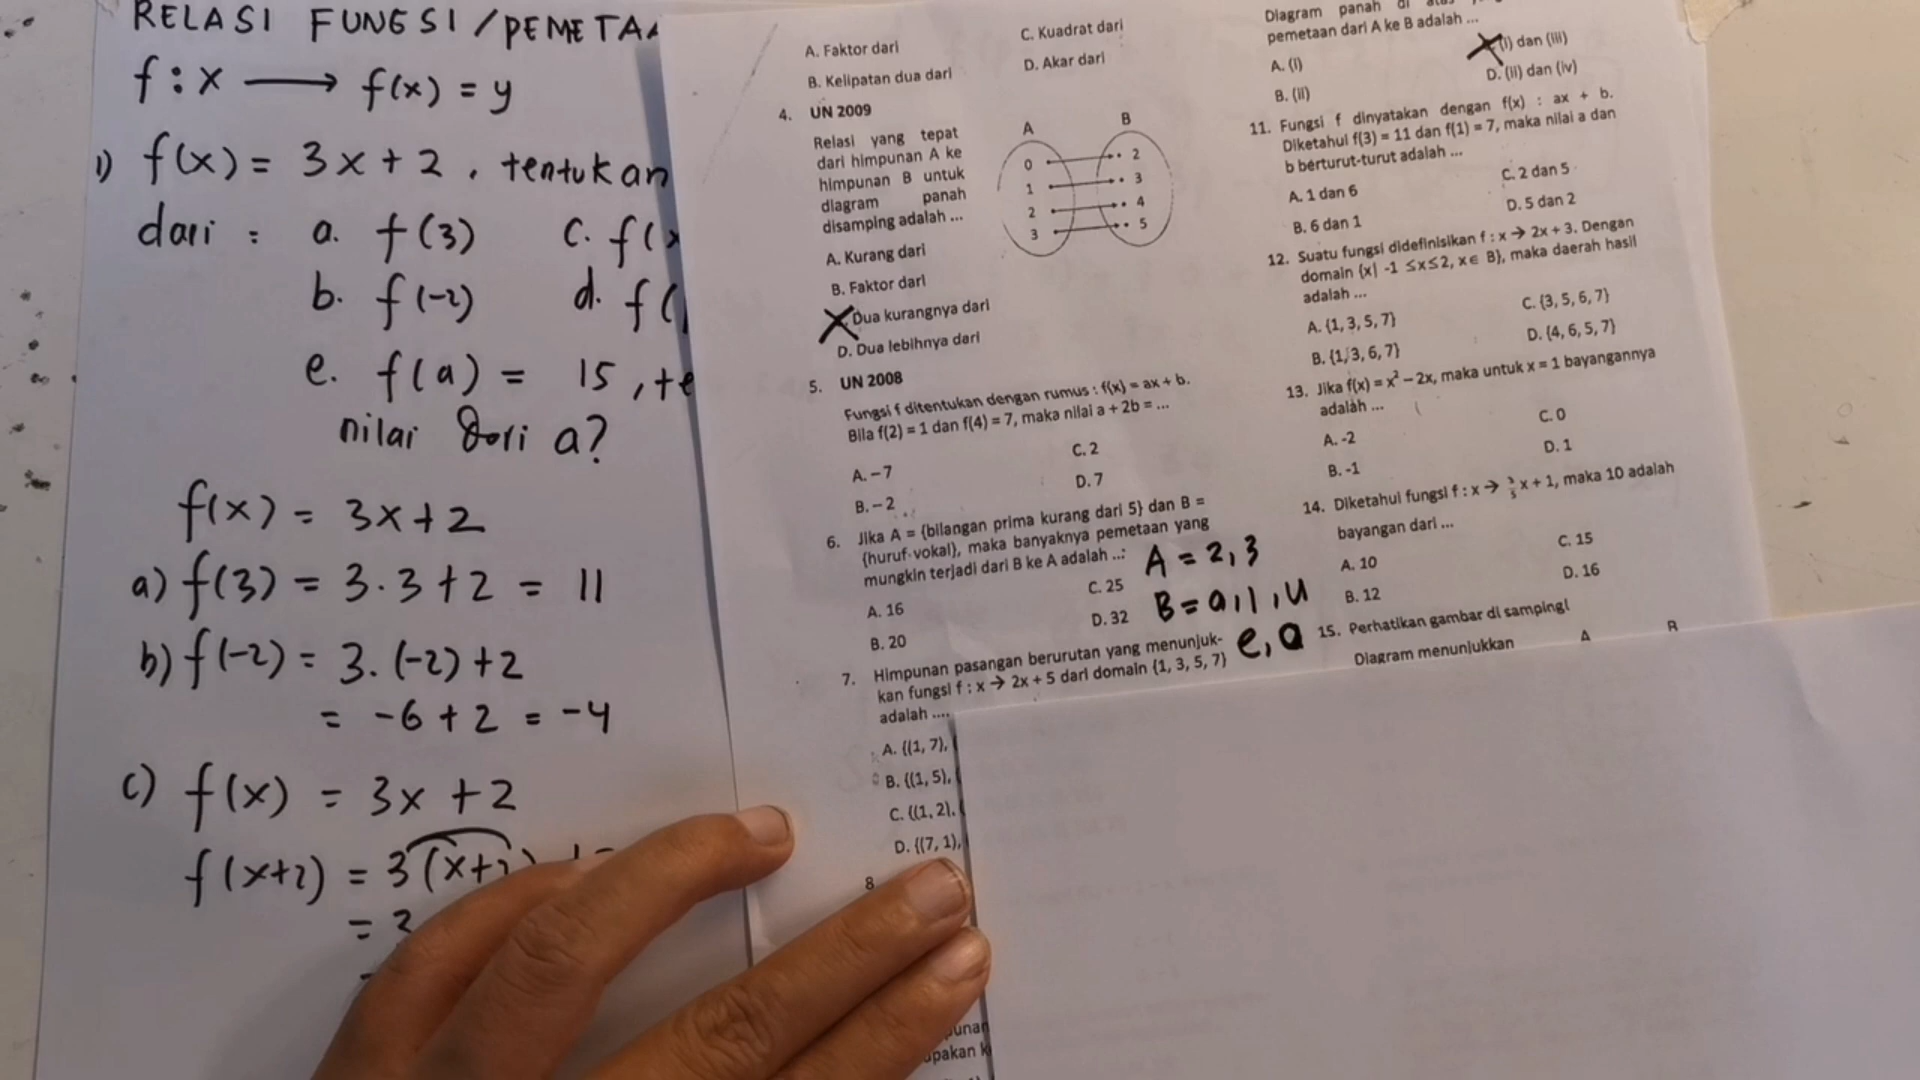 RELASI FUNGSI / PEMETA
f : x → f(x) = y
1) f(x) = 3x + 2 , tentukan
dari : a. f(3) c. f(x
b. f(-2) d. f(
e. f(a) = 15 , te
nilai dari a?
f(x) = 3x + 2
a) f(3) = 3.3 + 2 = 11
b) f(-2) = 3. (-2) + 2
= -6 + 2 = -4
c) f(x) = 3x + 2
f(x+2) = 3(x+2)
= 3
A. Faktor dari
C. Kuadrat dari
B. Kelipatan dua dari
D. Akar dari
4. UN 2009
Relasi yang tepat
dari himpunan A ke
himpunan B untuk
diagram panah
disamping adalah ...
A B
0 2
1 3
2 4
3 5
A. Kurang dari
B. Faktor dari
Dua kurangnya dari
D. Dua lebihnya dari
5. UN 2008
Fungsi f ditentukan dengan rumus : f(x) = ax + b.
Bila f(2) = 1 dan f(4) = 7, maka nilai a + 2b = ...
A. – 7
C. 2
B. – 2
D. 7
6. Jika A = {bilangan prima kurang dari 5} dan B =
{huruf vokal}, maka banyaknya pemetaan yang
mungkin terjadi dari B ke A adalah ...
A = 2, 3
A. 16
C. 25
B = a, i, u
B. 20
D. 32
e, o
7. Himpunan pasangan berurutan yang menunjuk-
kan fungsi f : x → 2x + 5 dari domain {1, 3, 5, 7}
adalah ....
A. {(1, 7),
B. {(1, 5),
C. {(1, 2),
D. {(7, 1),
8
punan
upakan k
Diagram panah di atas
pemetaan dari A ke B adalah ...
A. (i)
(i) dan (iii)
B. (ii)
D. (ii) dan (iv)
11. Fungsi f dinyatakan dengan f(x) : ax + b.
Diketahui f(3) = 11 dan f(1) = 7, maka nilai a dan
b berturut-turut adalah ...
A. 1 dan 6
C. 2 dan 5
B. 6 dan 1
D. 5 dan 2
12. Suatu fungsi didefinisikan f : x → 2x + 3. Dengan
domain {x| -1 ≤x≤2, x∈ B}, maka daerah hasil
adalah ...
A. {1, 3, 5, 7}
C. {3, 5, 6, 7}
B. {1, 3, 6, 7}
D. {4, 6, 5, 7}
13. Jika f(x) = x² – 2x, maka untuk x = 1 bayangannya
adalah ...
A. -2
C. 0
B. -1
D. 1
14. Diketahui fungsi f : x → 3/5 x + 1, maka 10 adalah
bayangan dari ...
A. 10
C. 15
B. 12
D. 16
15. Perhatikan gambar di samping!
Diagram menunjukkan
A B